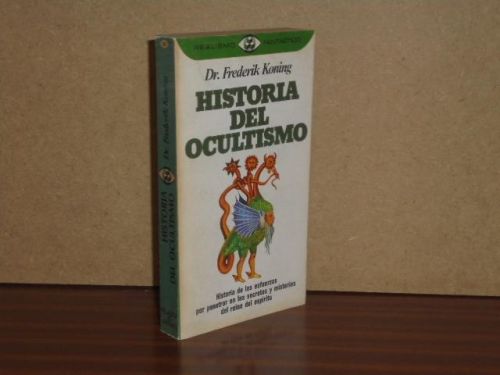 REALISMO FANTASTICO
Dr. Frederik Koning
HISTORIA
DEL
OCULTISMO
Historia de los esfuerzos
por penetrar en los secretos y misterios
del reino del espíritu
Dr. Frederik Koning
HISTORIA
DEL OCULTISMO